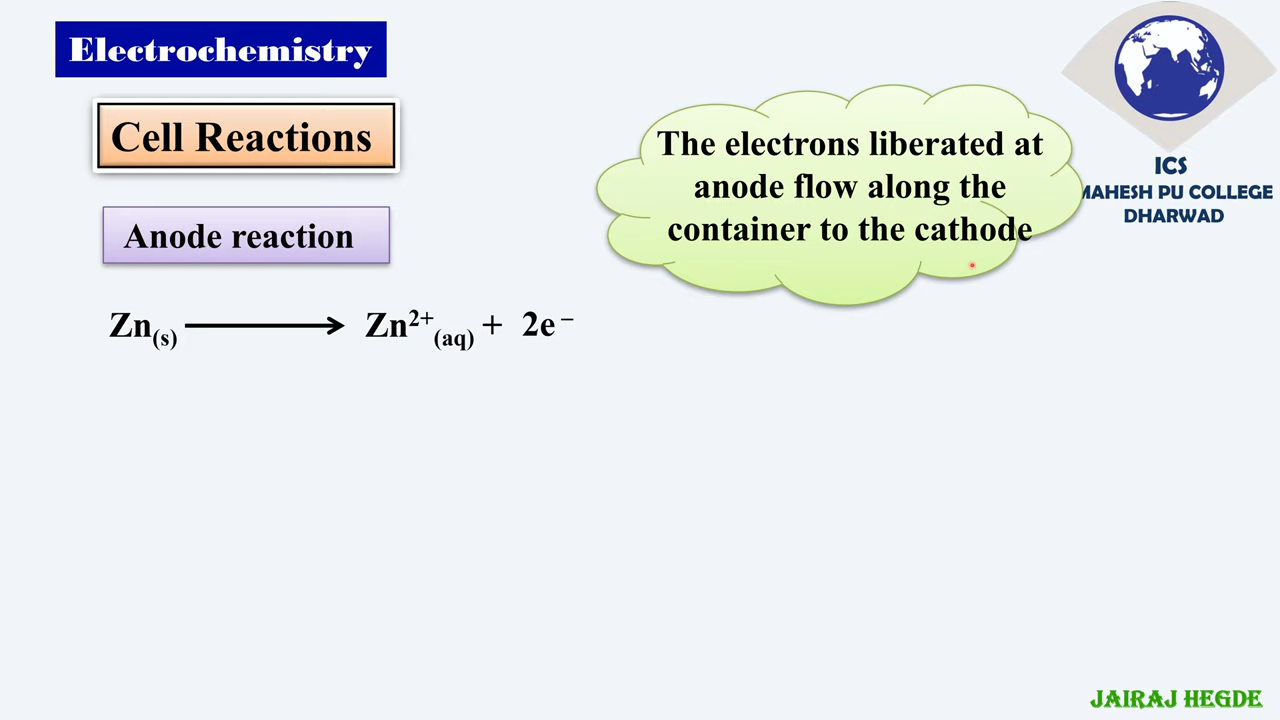 Electrochemistry
Cell Reactions
Anode reaction
The electrons liberated at
anode flow along the
container to the cathode
Zn(s) ⟶ Zn²⁺(aq) + 2e⁻
ICS
MAHESH PU COLLEGE
DHARWAD
JAIRAJ HEGDE